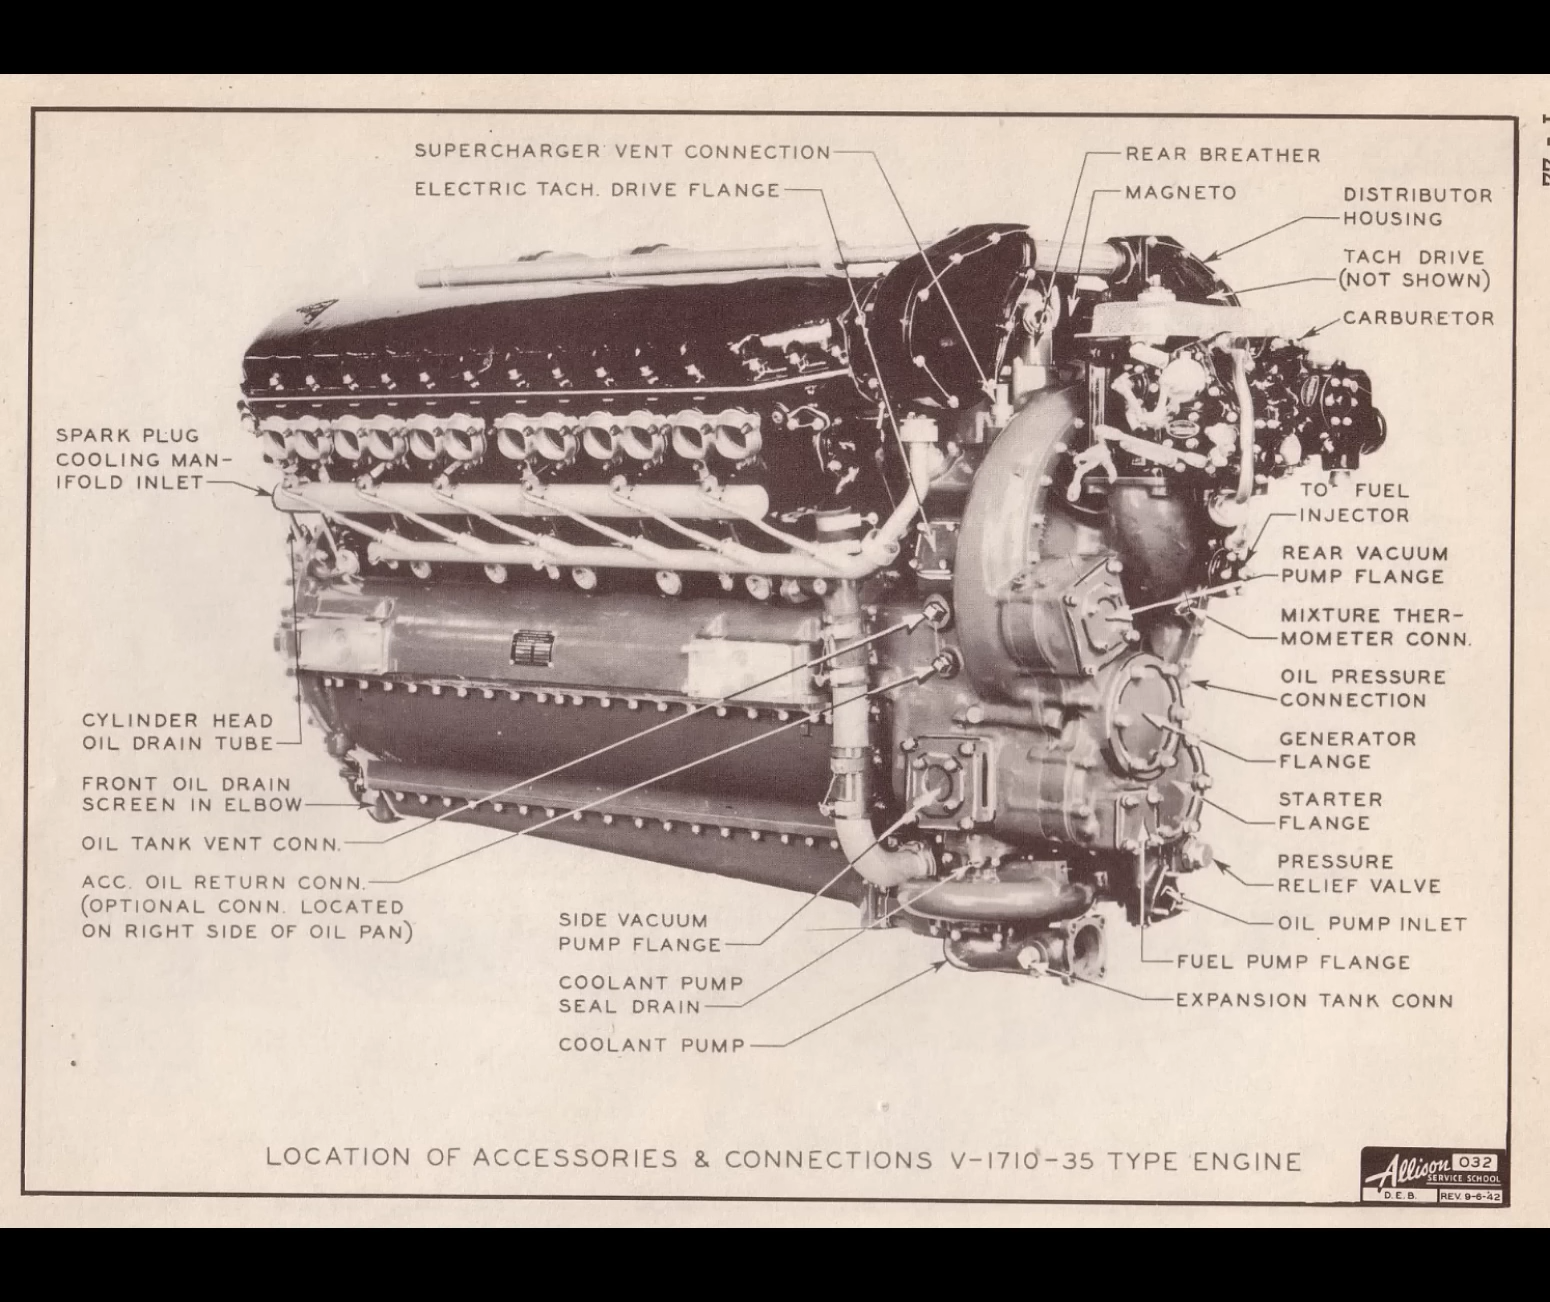 SUPERCHARGER VENT CONNECTION
ELECTRIC TACH. DRIVE FLANGE
REAR BREATHER
MAGNETO
DISTRIBUTOR
HOUSING
TACH DRIVE
(NOT SHOWN)
CARBURETOR
SPARK PLUG
COOLING MAN-
IFOLD INLET
TO FUEL
INJECTOR
REAR VACUUM
PUMP FLANGE
MIXTURE THER-
MOMETER CONN.
OIL PRESSURE
CONNECTION
GENERATOR
FLANGE
STARTER
FLANGE
PRESSURE
RELIEF VALVE
OIL PUMP INLET
FUEL PUMP FLANGE
EXPANSION TANK CONN
CYLINDER HEAD
OIL DRAIN TUBE
FRONT OIL DRAIN
SCREEN IN ELBOW
OIL TANK VENT CONN.
ACC. OIL RETURN CONN.
(OPTIONAL CONN. LOCATED
ON RIGHT SIDE OF OIL PAN)
SIDE VACUUM
PUMP FLANGE
COOLANT PUMP
SEAL DRAIN
COOLANT PUMP
LOCATION OF ACCESSORIES & CONNECTIONS V-1710-35 TYPE ENGINE
Allison 032
SERVICE SCHOOL
D.E.B. REV. 9-6-42